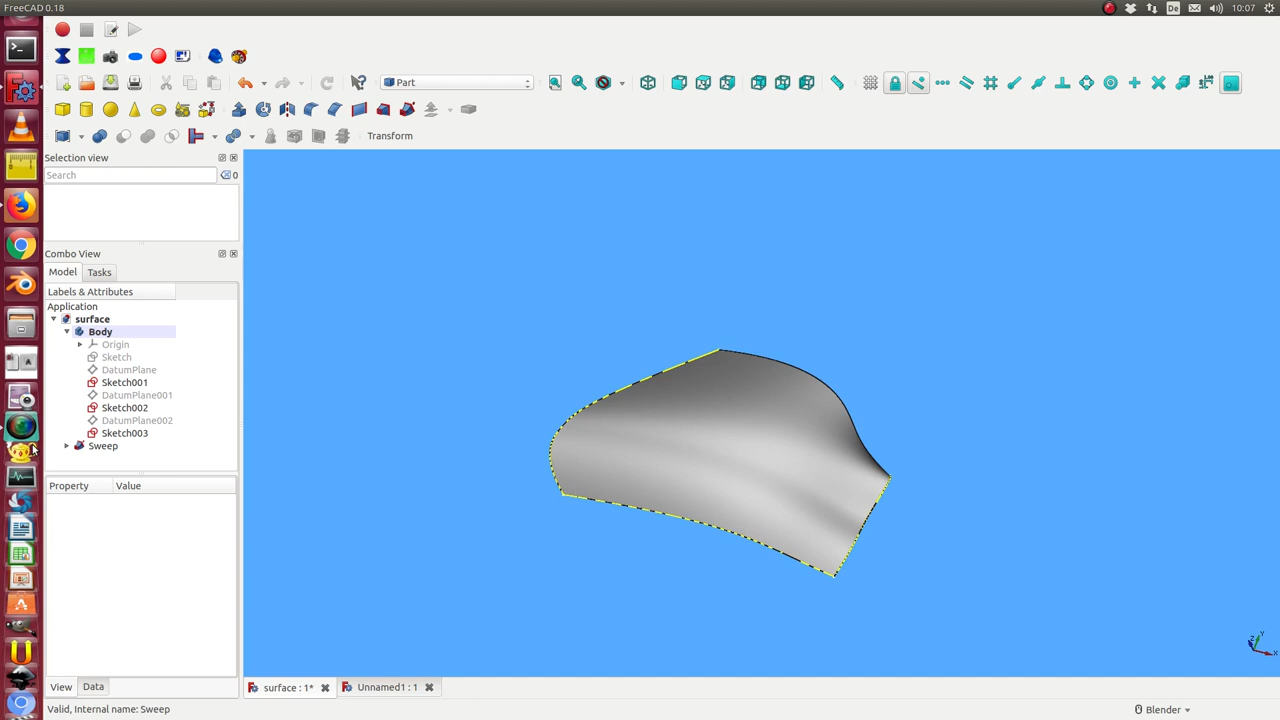 FreeCAD 0.18
De
10:07
Part
Transform
Selection view
Search
0
Combo View
Model
Tasks
Labels & Attributes
Application
surface
Body
Origin
Sketch
DatumPlane
Sketch001
DatumPlane001
Sketch002
DatumPlane002
Sketch003
Sweep
Property
Value
Y
Z
X
View
Data
surface : 1*
Unnamed1 : 1
Valid, Internal name: Sweep
Blender